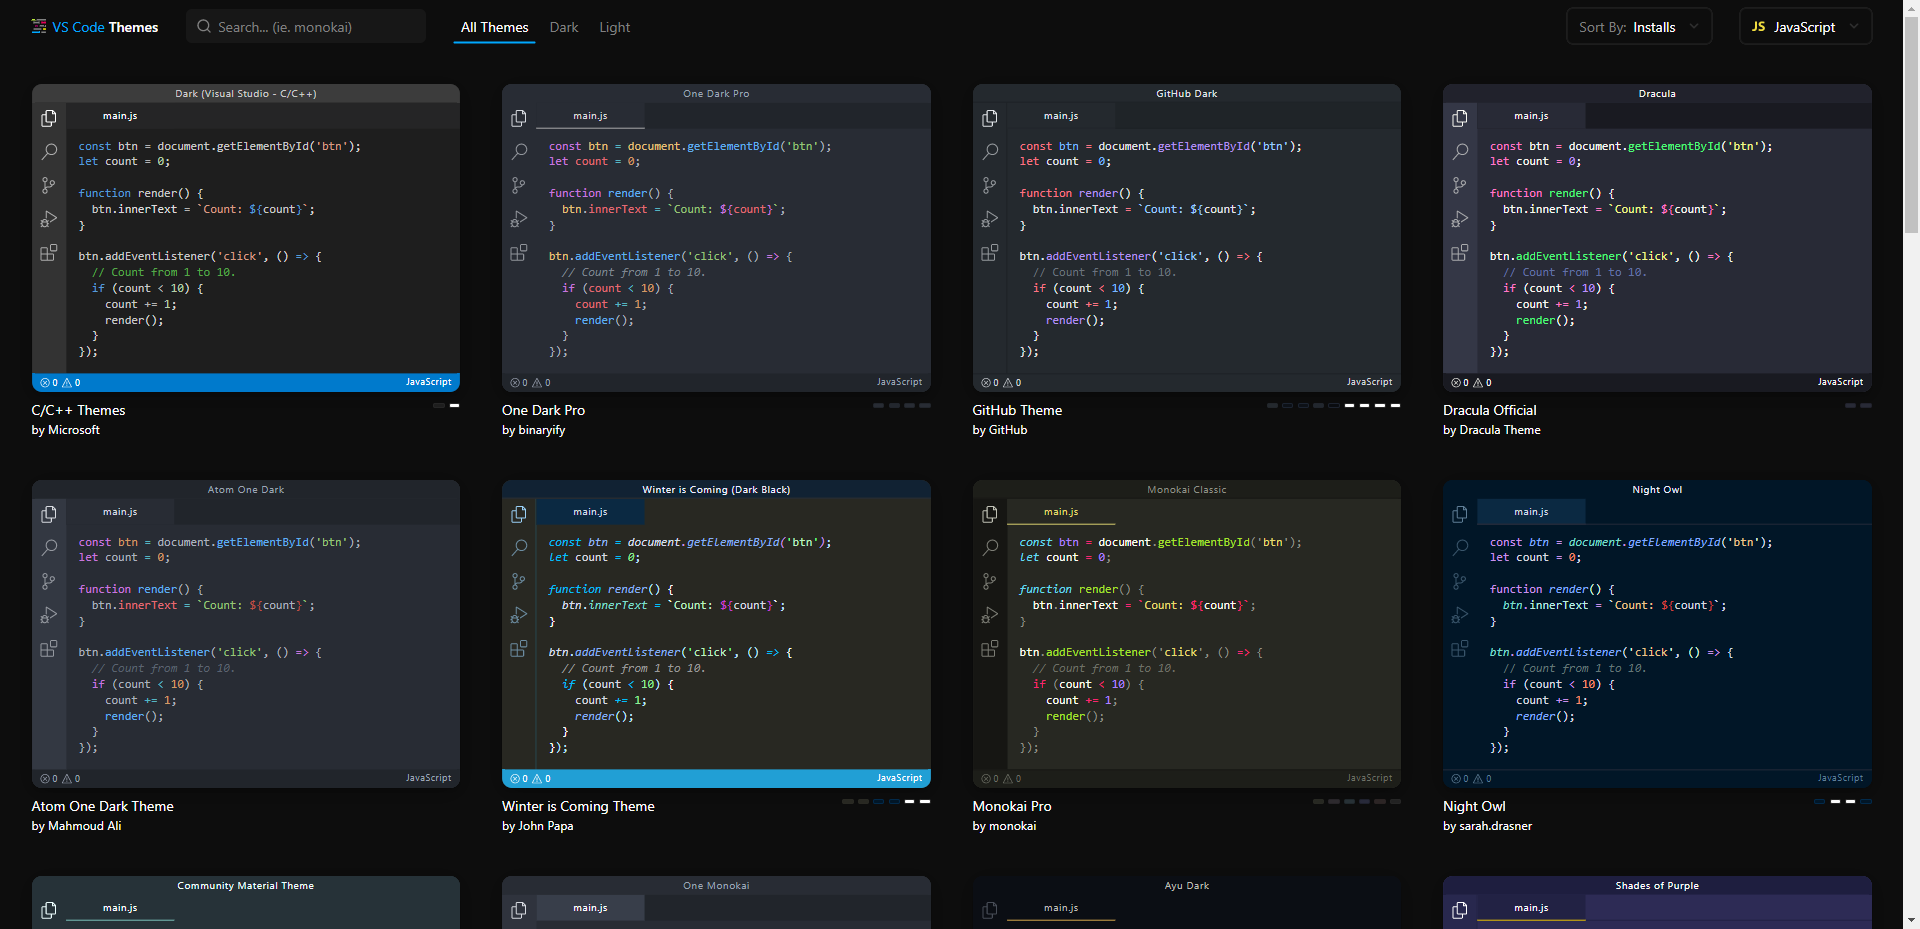 VS Code Themes
Search... (ie. monokai)
All Themes
Dark
Light
Sort By: Installs
JS JavaScript
Dark (Visual Studio - C/C++)
main.js
const btn = document.getElementById('btn');
let count = 0;
function render() {
btn.innerText = `Count: ${count}`;
}
btn.addEventListener('click', () => {
// Count from 1 to 10.
if (count < 10) {
count += 1;
render();
}
});
0 0
JavaScript
C/C++ Themes
by Microsoft
One Dark Pro
main.js
const btn = document.getElementById('btn');
let count = 0;
function render() {
btn.innerText = `Count: ${count}`;
}
btn.addEventListener('click', () => {
// Count from 1 to 10.
if (count < 10) {
count += 1;
render();
}
});
0 0
JavaScript
One Dark Pro
by binaryify
GitHub Dark
main.js
const btn = document.getElementById('btn');
let count = 0;
function render() {
btn.innerText = `Count: ${count}`;
}
btn.addEventListener('click', () => {
// Count from 1 to 10.
if (count < 10) {
count += 1;
render();
}
});
0 0
JavaScript
GitHub Theme
by GitHub
Dracula
main.js
const btn = document.getElementById('btn');
let count = 0;
function render() {
btn.innerText = `Count: ${count}`;
}
btn.addEventListener('click', () => {
// Count from 1 to 10.
if (count < 10) {
count += 1;
render();
}
});
0 0
JavaScript
Dracula Official
by Dracula Theme
Atom One Dark
main.js
const btn = document.getElementById('btn');
let count = 0;
function render() {
btn.innerText = `Count: ${count}`;
}
btn.addEventListener('click', () => {
// Count from 1 to 10.
if (count < 10) {
count += 1;
render();
}
});
0 0
JavaScript
Atom One Dark Theme
by Mahmoud Ali
Winter is Coming (Dark Black)
main.js
const btn = document.getElementById('btn');
let count = 0;
function render() {
btn.innerText = `Count: ${count}`;
}
btn.addEventListener('click', () => {
// Count from 1 to 10.
if (count < 10) {
count += 1;
render();
}
});
0 0
JavaScript
Winter is Coming Theme
by John Papa
Monokai Classic
main.js
const btn = document.getElementById('btn');
let count = 0;
function render() {
btn.innerText = `Count: ${count}`;
}
btn.addEventListener('click', () => {
// Count from 1 to 10.
if (count < 10) {
count += 1;
render();
}
});
0 0
JavaScript
Monokai Pro
by monokai
Night Owl
main.js
const btn = document.getElementById('btn');
let count = 0;
function render() {
btn.innerText = `Count: ${count}`;
}
btn.addEventListener('click', () => {
// Count from 1 to 10.
if (count < 10) {
count += 1;
render();
}
});
0 0
JavaScript
Night Owl
by sarah.drasner
Community Material Theme
main.js
One Monokai
main.js
Ayu Dark
main.js
Shades of Purple
main.js